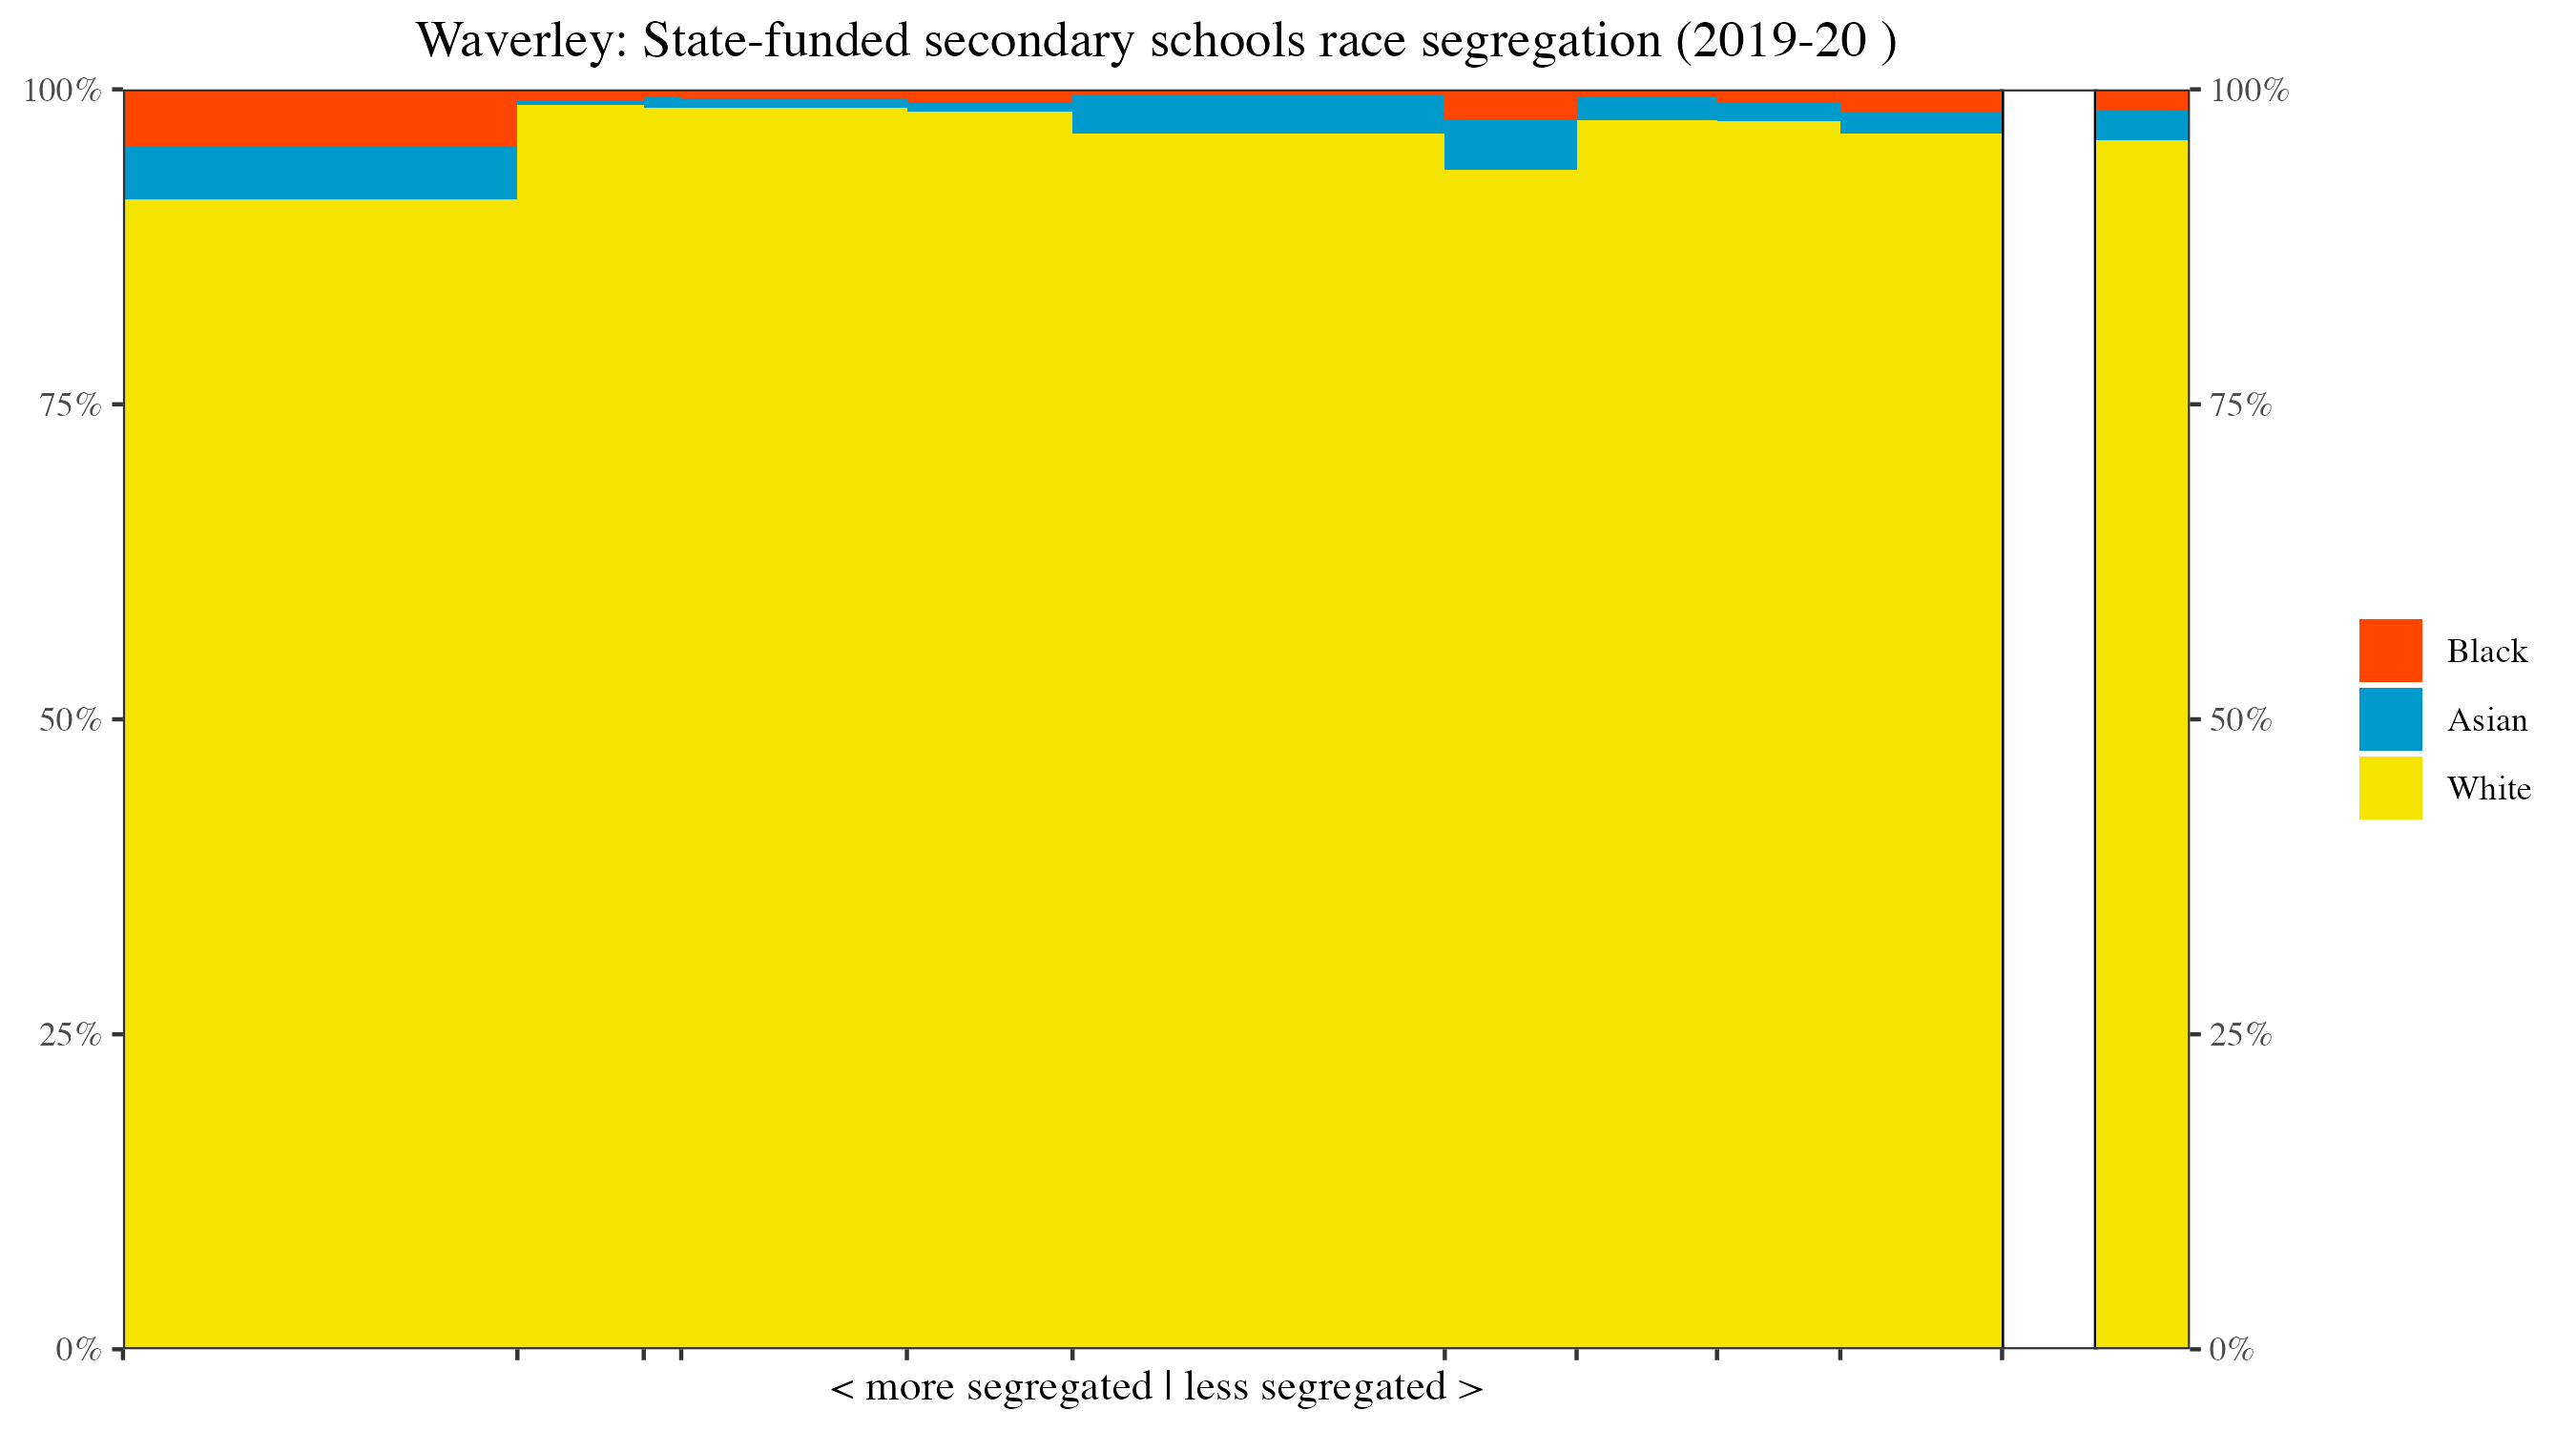 Waverley: State-funded secondary schools race segregation (2019-20 )
100%
75%
50%
25%
0%
100%
75%
50%
25%
0%
Black
Asian
White
< more segregated | less segregated >